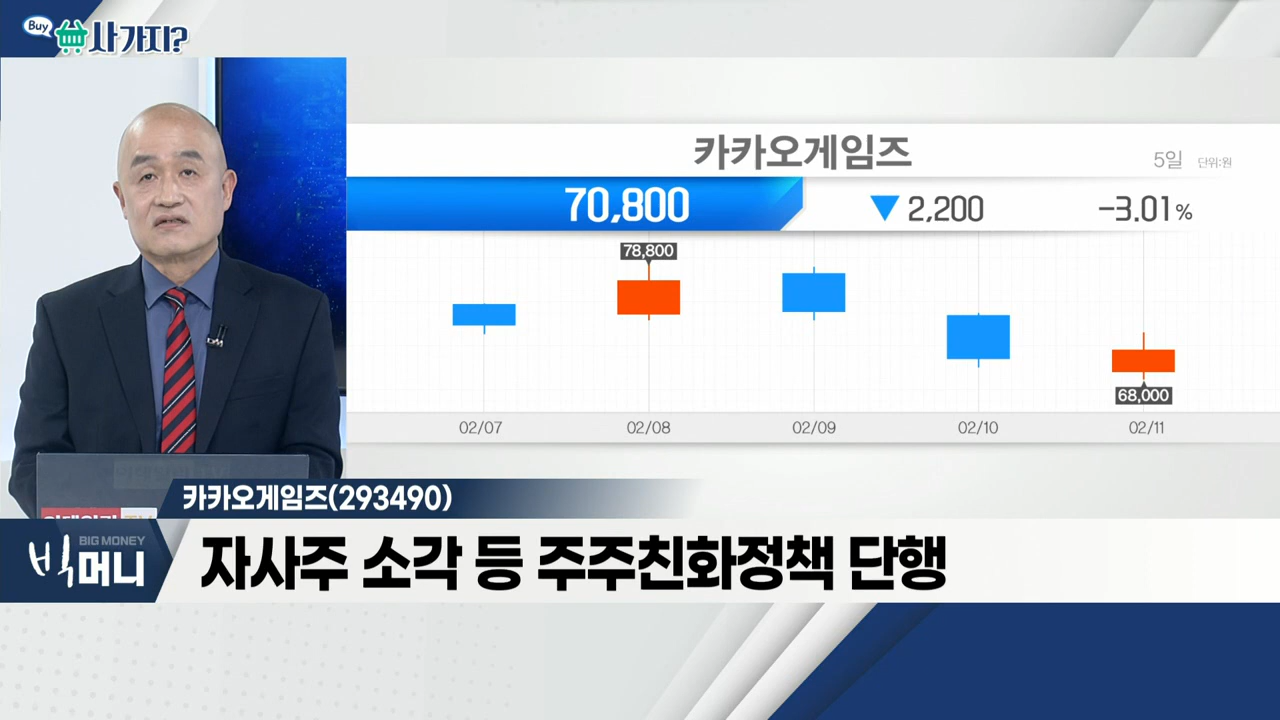 Buy 사가지?
카카오게임즈
5일 단위:원
70,800 ▼ 2,200 -3.01%
78,800
68,000
02/07 02/08 02/09 02/10 02/11
카카오게임즈(293490)
BIG MONEY
빅머니
자사주 소각 등 주주친화정책 단행